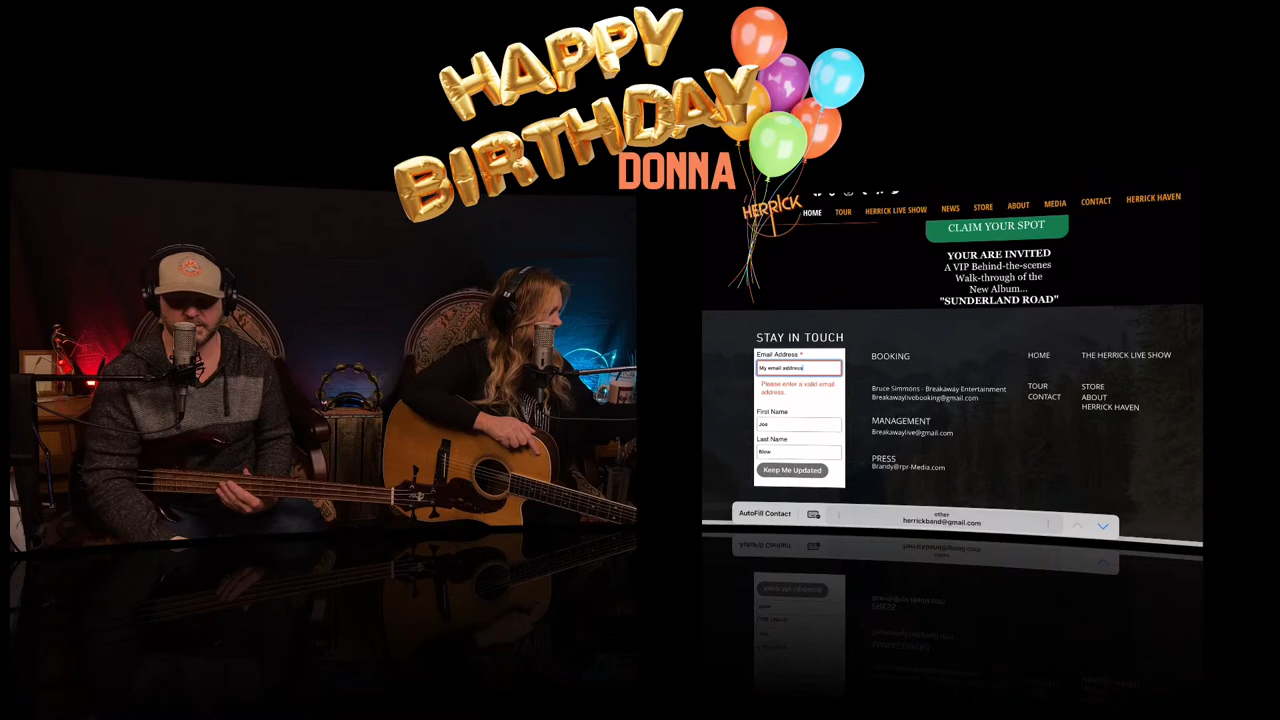 HAPPY
BIRTHDAY
DONNA
HERRICK
HOME TOUR HERRICK LIVE SHOW NEWS STORE ABOUT MEDIA CONTACT HERRICK HAVEN
CLAIM YOUR SPOT
YOUR ARE INVITED
A VIP Behind-the-scenes
Walk-through of the
New Album...
"SUNDERLAND ROAD"
STAY IN TOUCH
Email Address *
My email address
Please enter a valid email
address.
First Name
Joe
Last Name
Blow
Keep Me Updated
BOOKING
Bruce Simmons - Breakaway Entertainment
Breakawaylivebooking@gmail.com
MANAGEMENT
Breakawaylive@gmail.com
PRESS
Brandy@rpr-Media.com
HOME THE HERRICK LIVE SHOW
TOUR STORE
CONTACT ABOUT
HERRICK HAVEN
AutoFill Contact
other
herrickband@gmail.com